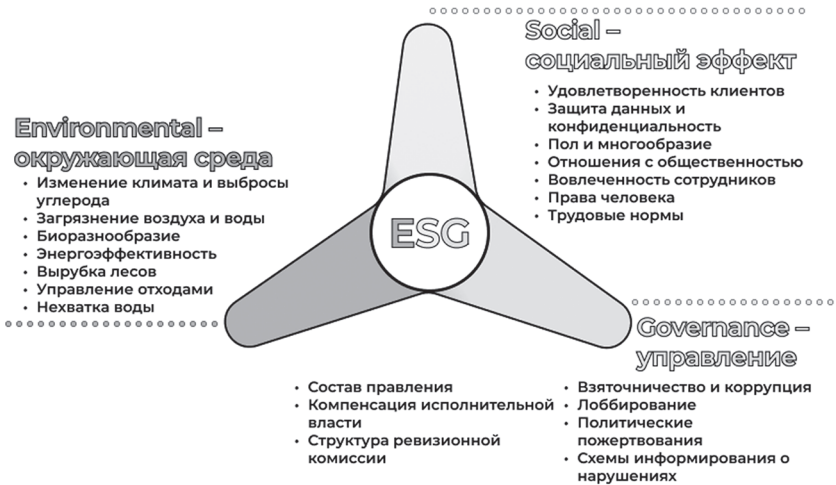 Social –
социальный эффект
• Удовлетворенность клиентов
• Защита данных и
конфиденциальность
• Пол и многообразие
• Отношения с общественностью
• Вовлеченность сотрудников
• Права человека
• Трудовые нормы
Environmental –
окружающая среда
• Изменение климата и выбросы
углерода
• Загрязнение воздуха и воды
• Биоразнообразие
• Энергоэффективность
• Вырубка лесов
• Управление отходами
• Нехватка воды
ESG
Governance –
управление
• Состав правления
• Компенсация исполнительной
власти
• Структура ревизионной
комиссии
• Взяточничество и коррупция
• Лоббирование
• Политические
пожертвования
• Схемы информирования о
нарушениях